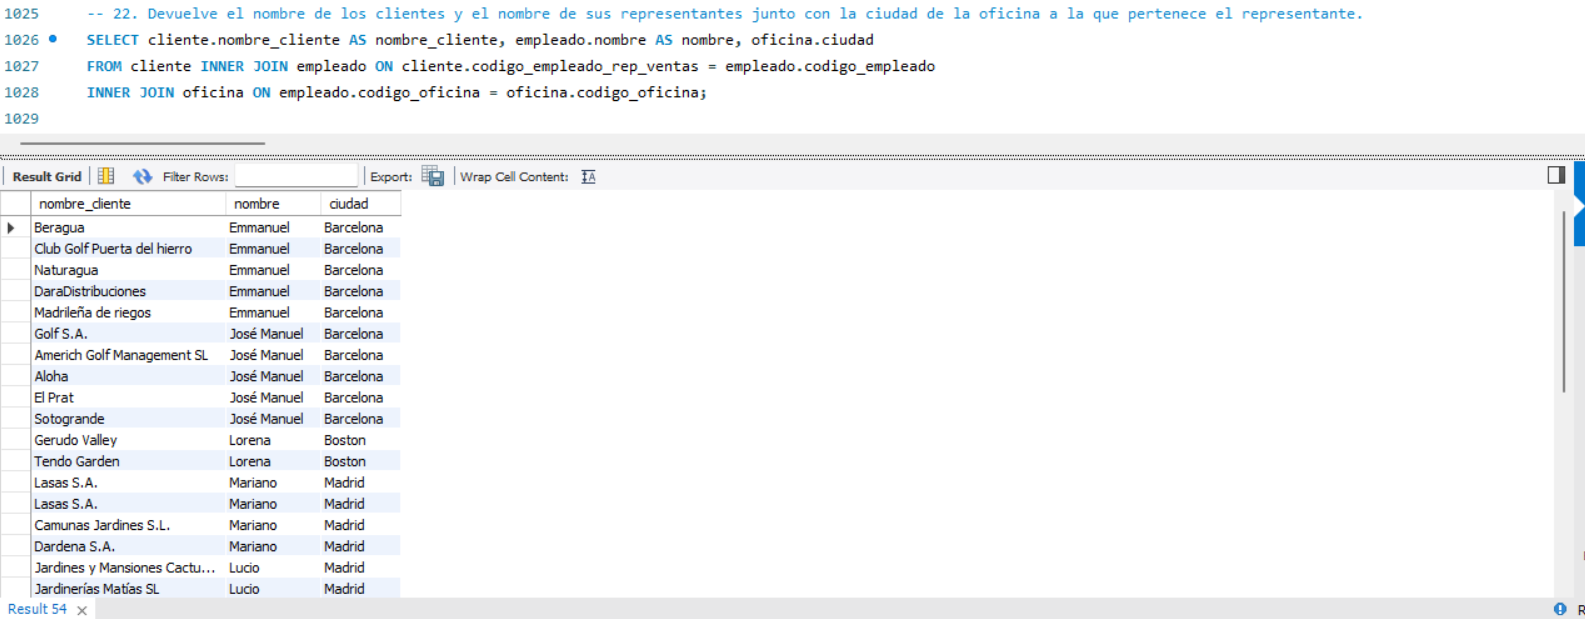 1025 -- 22. Devuelve el nombre de los clientes y el nombre de sus representantes junto con la ciudad de la oficina a la que pertenece el representante.
1026 SELECT cliente.nombre_cliente AS nombre_cliente, empleado.nombre AS nombre, oficina.ciudad
1027 FROM cliente INNER JOIN empleado ON cliente.codigo_empleado_rep_ventas = empleado.codigo_empleado
1028 INNER JOIN oficina ON empleado.codigo_oficina = oficina.codigo_oficina;
1029
Result Grid Filter Rows: Export: Wrap Cell Content:
nombre_cliente nombre ciudad
Beragua Emmanuel Barcelona
Club Golf Puerta del hierro Emmanuel Barcelona
Naturagua Emmanuel Barcelona
DaraDistribuciones Emmanuel Barcelona
Madrileña de riegos Emmanuel Barcelona
Golf S.A. José Manuel Barcelona
Americh Golf Management SL José Manuel Barcelona
Aloha José Manuel Barcelona
El Prat José Manuel Barcelona
Sotogrande José Manuel Barcelona
Gerudo Valley Lorena Boston
Tendo Garden Lorena Boston
Lasas S.A. Mariano Madrid
Lasas S.A. Mariano Madrid
Camunas Jardines S.L. Mariano Madrid
Dardena S.A. Mariano Madrid
Jardines y Mansiones Cactu... Lucio Madrid
Jardinerías Matías SL Lucio Madrid
Result 54 R